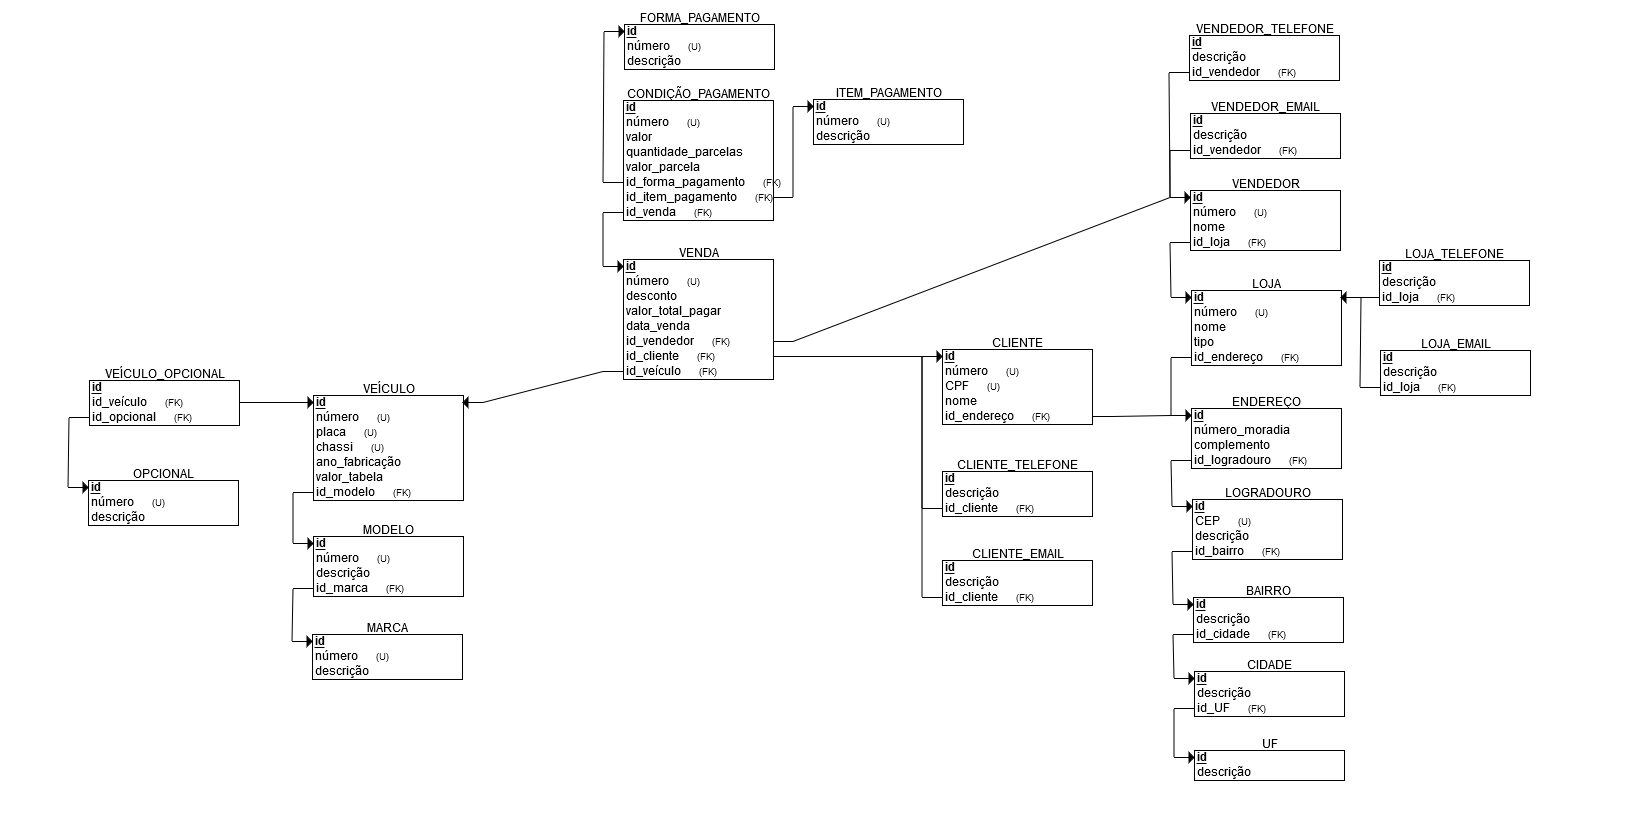 FORMA_PAGAMENTO
id
número (U)
descrição
CONDIÇÃO_PAGAMENTO
id
número (U)
valor
quantidade_parcelas
valor_parcela
id_forma_pagamento (FK)
id_item_pagamento (FK)
id_venda (FK)
ITEM_PAGAMENTO
id
número (U)
descrição
VENDA
id
número (U)
desconto
valor_total_pagar
data_venda
id_vendedor (FK)
id_cliente (FK)
id_veículo (FK)
VEÍCULO_OPCIONAL
id
id_veículo (FK)
id_opcional (FK)
OPCIONAL
id
número (U)
descrição
VEÍCULO
id
número (U)
placa (U)
chassi (U)
ano_fabricação
valor_tabela
id_modelo (FK)
MODELO
id
número (U)
descrição
id_marca (FK)
MARCA
id
número (U)
descrição
CLIENTE
id
número (U)
CPF (U)
nome
id_endereço (FK)
CLIENTE_TELEFONE
id
descrição
id_cliente (FK)
CLIENTE_EMAIL
id
descrição
id_cliente (FK)
VENDEDOR_TELEFONE
id
descrição
id_vendedor (FK)
VENDEDOR_EMAIL
id
descrição
id_vendedor (FK)
VENDEDOR
id
número (U)
nome
id_loja (FK)
LOJA
id
número (U)
nome
tipo
id_endereço (FK)
LOJA_TELEFONE
id
descrição
id_loja (FK)
LOJA_EMAIL
id
descrição
id_loja (FK)
ENDEREÇO
id
número_moradia
complemento
id_logradouro (FK)
LOGRADOURO
id
CEP (U)
descrição
id_bairro (FK)
BAIRRO
id
descrição
id_cidade (FK)
CIDADE
id
descrição
id_UF (FK)
UF
id
descrição